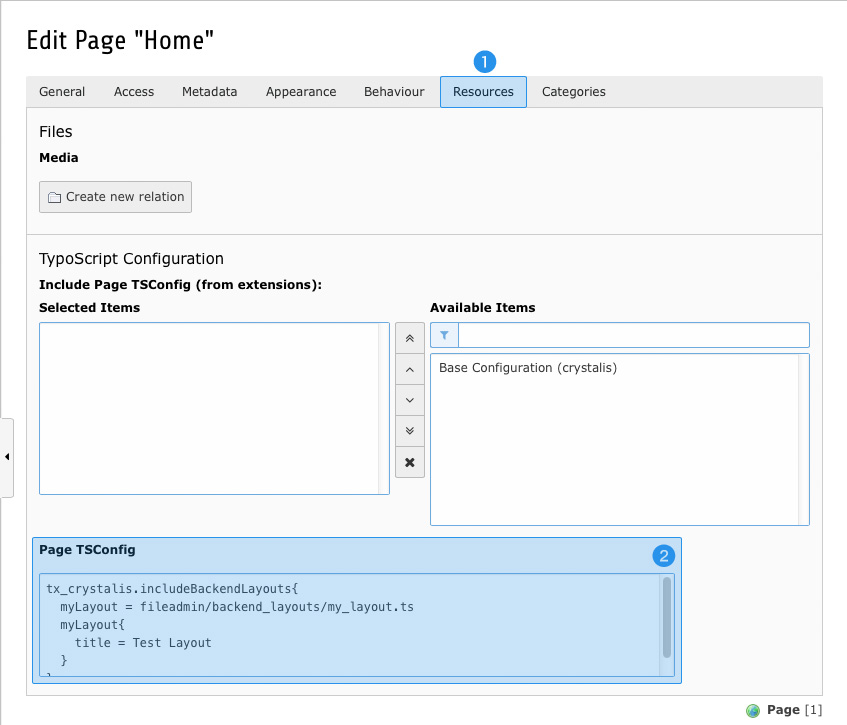 Edit Page "Home"
1
General Access Metadata Appearance Behaviour Resources Categories
Files
Media
Create new relation
TypoScript Configuration
Include Page TSConfig (from extensions):
Selected Items
Available Items
Base Configuration (crystalis)
Page TSConfig
2
tx_crystalis.includeBackendLayouts{
  myLayout = fileadmin/backend_layouts/my_layout.ts
  myLayout{
    title = Test Layout
  }
Page [1]